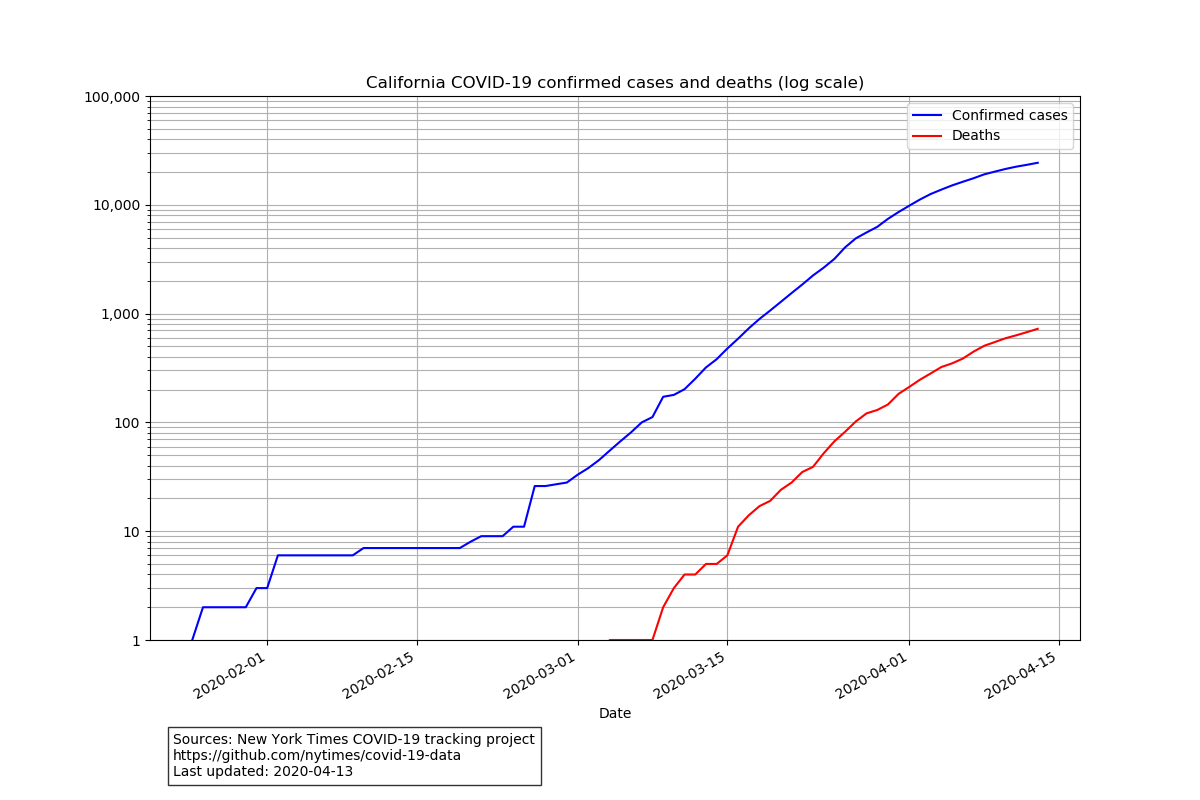 California COVID-19 confirmed cases and deaths (log scale)
100,000
10,000
1,000
100
10
1
Confirmed cases
Deaths
2020-02-01
2020-02-15
2020-03-01
2020-03-15
2020-04-01
2020-04-15
Date
Sources: New York Times COVID-19 tracking project
https://github.com/nytimes/covid-19-data
Last updated: 2020-04-13